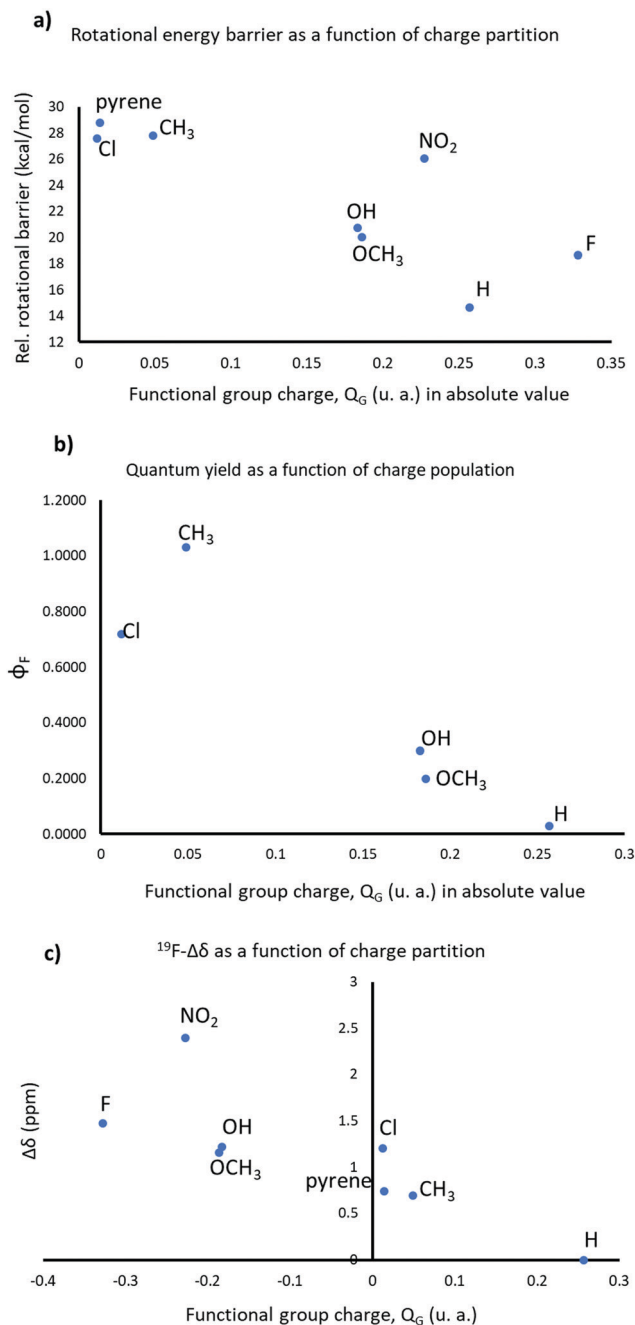 a)
Rotational energy barrier as a function of charge partition
Rel. rotational barrier (kcal/mol)
30
28
26
24
22
20
18
16
14
12
pyrene
Cl
CH₃
NO₂
OH
OCH₃
F
H
0
0.05
0.1
0.15
0.2
0.25
0.3
0.35
Functional group charge, Q_G (u. a.) in absolute value
b)
Quantum yield as a function of charge population
ϕ_F
1.2000
1.0000
0.8000
0.6000
0.4000
0.2000
0.0000
CH₃
Cl
OH
OCH₃
H
0
0.05
0.1
0.15
0.2
0.25
0.3
Functional group charge, Q_G (u. a.) in absolute value
c)
¹⁹F-Δδ as a function of charge partition
Δδ (ppm)
3
2.5
2
1.5
1
0.5
0
NO₂
F
OH
OCH₃
Cl
pyrene
CH₃
H
-0.4
-0.3
-0.2
-0.1
0
0.1
0.2
0.3
Functional group charge, Q_G (u. a.)